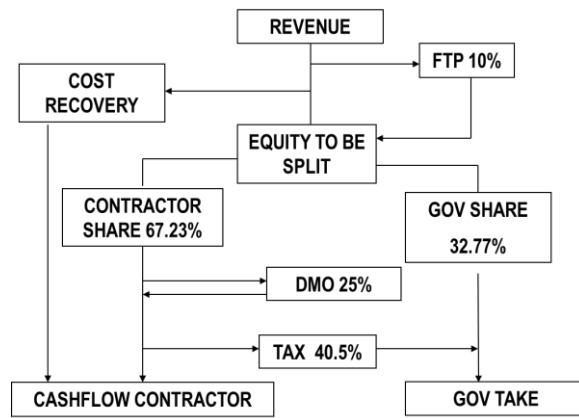 REVENUE
FTP 10%
COST
RECOVERY
EQUITY TO BE
SPLIT
CONTRACTOR
SHARE 67.23%
GOV SHARE
32.77%
DMO 25%
TAX 40.5%
CASHFLOW CONTRACTOR
GOV TAKE